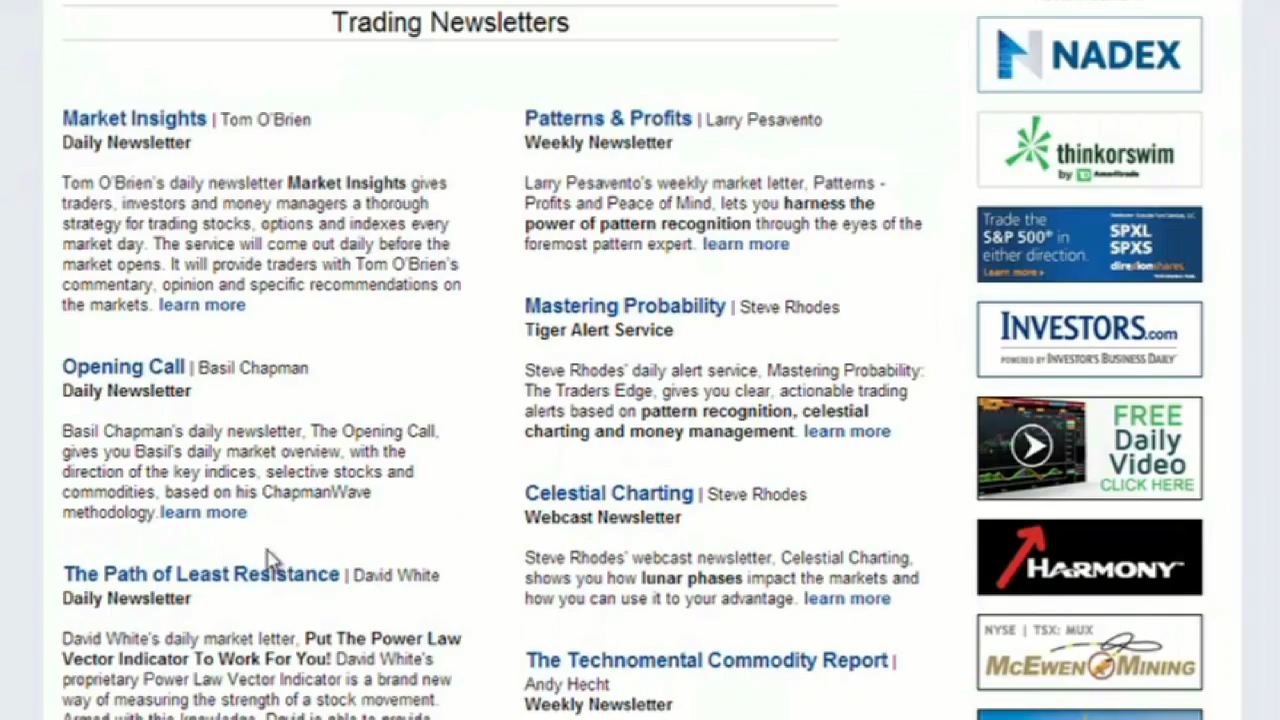 Trading Newsletters
Market Insights | Tom O'Brien
Daily Newsletter
Tom O'Brien's daily newsletter Market Insights gives
traders, investors and money managers a thorough
strategy for trading stocks, options and indexes every
market day. The service will come out daily before the
market opens. It will provide traders with Tom O'Brien's
commentary, opinion and specific recommendations on
the markets. learn more
Opening Call | Basil Chapman
Daily Newsletter
Basil Chapman's daily newsletter, The Opening Call,
gives you Basil's daily market overview, with the
direction of the key indices, selective stocks and
commodities, based on his ChapmanWave
methodology.learn more
The Path of Least Resistance | David White
Daily Newsletter
David White's daily market letter, Put The Power Law
Vector Indicator To Work For You! David White's
proprietary Power Law Vector Indicator is a brand new
way of measuring the strength of a stock movement.
Armed with this knowledge, David is able to provide
Patterns & Profits | Larry Pesavento
Weekly Newsletter
Larry Pesavento's weekly market letter, Patterns -
Profits and Peace of Mind, lets you harness the
power of pattern recognition through the eyes of the
foremost pattern expert. learn more
Mastering Probability | Steve Rhodes
Tiger Alert Service
Steve Rhodes' daily alert service, Mastering Probability:
The Traders Edge, gives you clear, actionable trading
alerts based on pattern recognition, celestial
charting and money management. learn more
Celestial Charting | Steve Rhodes
Webcast Newsletter
Steve Rhodes' webcast newsletter, Celestial Charting,
shows you how lunar phases impact the markets and
how you can use it to your advantage. learn more
The Technomental Commodity Report |
Andy Hecht
Weekly Newsletter
NADEX
thinkorswim
by TD Ameritrade
Trade the
S&P 500® in
either direction.
Learn more
SPXL
SPXS
direxionshares
INVESTORS.com
POWERED BY INVESTOR'S BUSINESS DAILY
FREE
Daily
Video
CLICK HERE
HARMONY™
NYSE | TSX: MUX
MCEWEN MINING